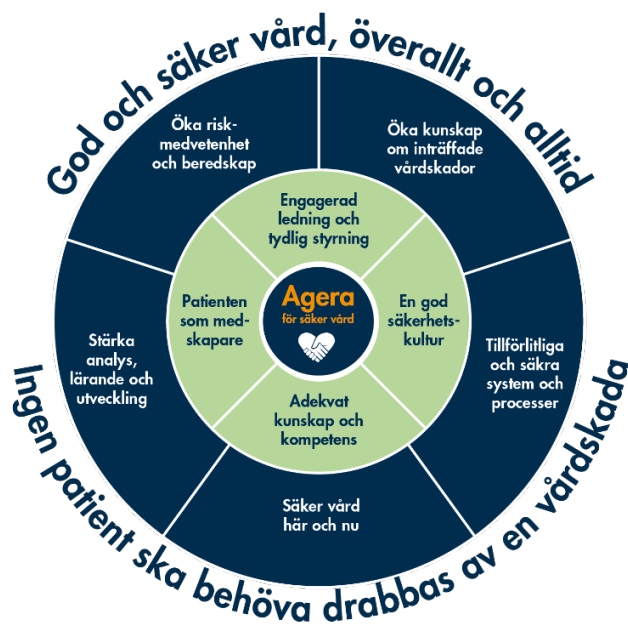 God och säker vård, överallt och alltid
Öka risk-
medvetenhet
och beredskap
Öka kunskap
om inträffade
vårdskador
Engagerad
ledning och
tydlig styrning
Patienten
som med-
skapare
Agera
för säker vård
En god
säkerhets-
kultur
Stärka
analys,
lärande och
utveckling
Tillförlitliga
och säkra
system och
processer
Adekvat
kunskap och
kompetens
Säker vård
här och nu
Ingen patient ska behöva drabbas av en vårdskada